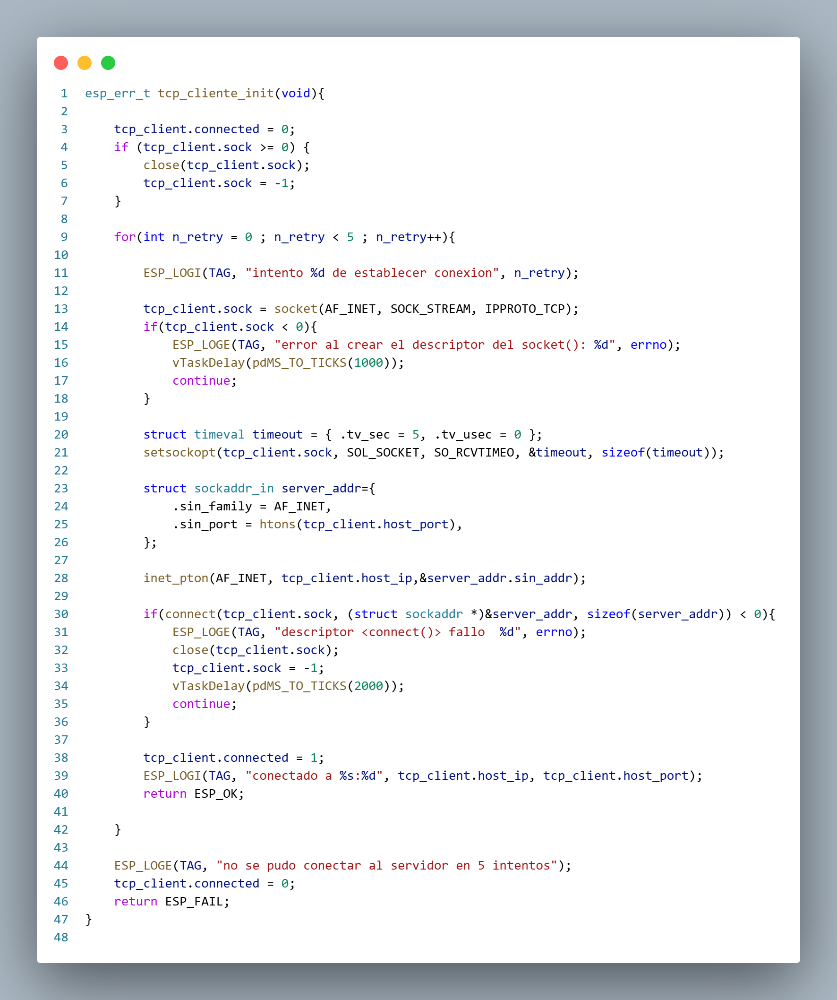 1 esp_err_t tcp_cliente_init(void){
2
3     tcp_client.connected = 0;
4     if (tcp_client.sock >= 0) {
5         close(tcp_client.sock);
6         tcp_client.sock = -1;
7     }
8
9     for(int n_retry = 0 ; n_retry < 5 ; n_retry++){
10
11         ESP_LOGI(TAG, "intento %d de establecer conexion", n_retry);
12
13         tcp_client.sock = socket(AF_INET, SOCK_STREAM, IPPROTO_TCP);
14         if(tcp_client.sock < 0){
15             ESP_LOGE(TAG, "error al crear el descriptor del socket(): %d", errno);
16             vTaskDelay(pdMS_TO_TICKS(1000));
17             continue;
18         }
19
20         struct timeval timeout = { .tv_sec = 5, .tv_usec = 0 };
21         setsockopt(tcp_client.sock, SOL_SOCKET, SO_RCVTIMEO, &timeout, sizeof(timeout));
22
23         struct sockaddr_in server_addr={
24             .sin_family = AF_INET,
25             .sin_port = htons(tcp_client.host_port),
26         };
27
28         inet_pton(AF_INET, tcp_client.host_ip,&server_addr.sin_addr);
29
30         if(connect(tcp_client.sock, (struct sockaddr *)&server_addr, sizeof(server_addr)) < 0){
31             ESP_LOGE(TAG, "descriptor <connect()> fallo  %d", errno);
32             close(tcp_client.sock);
33             tcp_client.sock = -1;
34             vTaskDelay(pdMS_TO_TICKS(2000));
35             continue;
36         }
37
38         tcp_client.connected = 1;
39         ESP_LOGI(TAG, "conectado a %s:%d", tcp_client.host_ip, tcp_client.host_port);
40         return ESP_OK;
41
42     }
43
44     ESP_LOGE(TAG, "no se pudo conectar al servidor en 5 intentos");
45     tcp_client.connected = 0;
46     return ESP_FAIL;
47 }
48